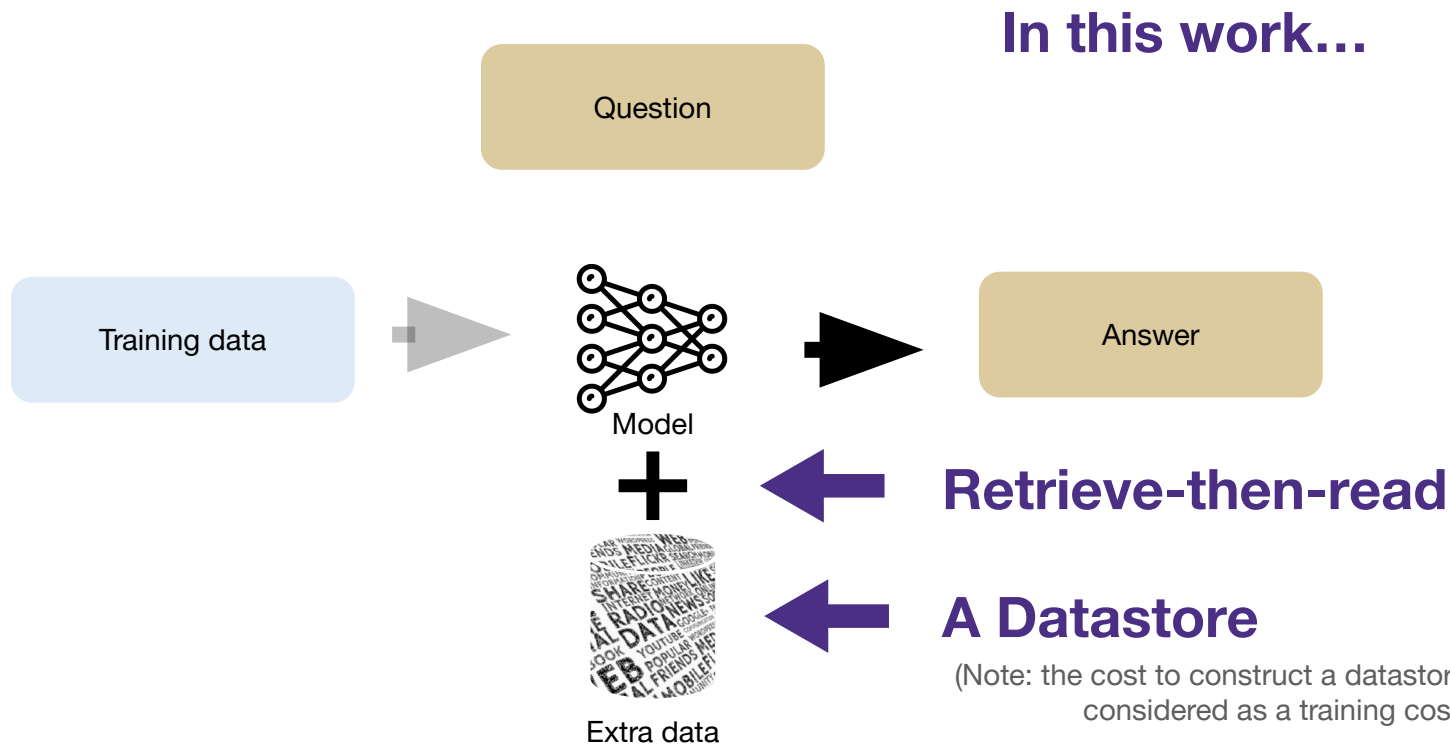 In this work…
Question
Training data
Answer
Model
Retrieve-then-read
A Datastore
(Note: the cost to construct a datastor
considered as a training cos
Extra data